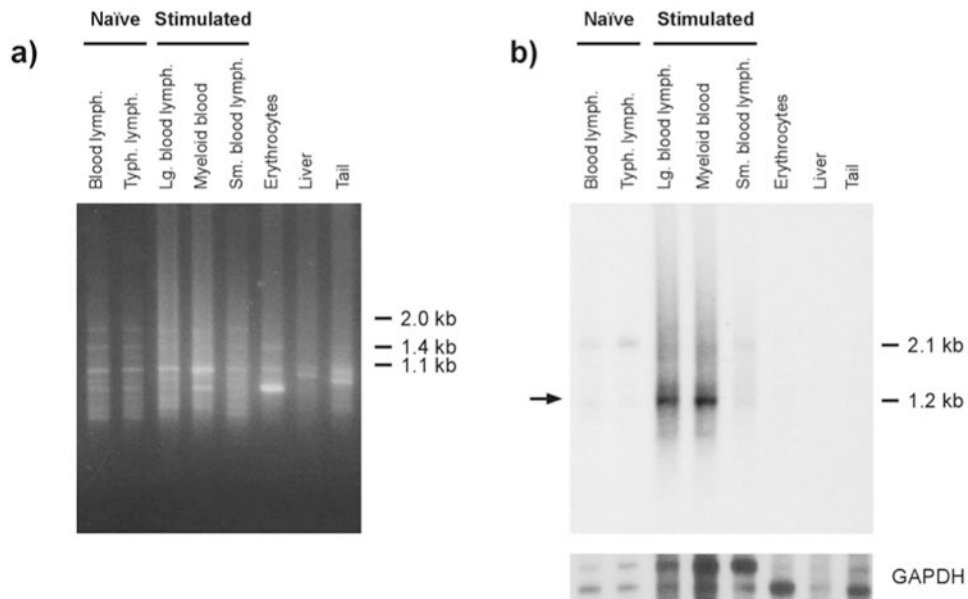 a)
Naïve Stimulated
Blood lymph.
Typh. lymph.
Lg. blood lymph.
Myeloid blood
Sm. blood lymph.
Erythrocytes
Liver
Tail
2.0 kb
1.4 kb
1.1 kb
b)
Naïve Stimulated
Blood lymph.
Typh. lymph.
Lg. blood lymph.
Myeloid blood
Sm. blood lymph.
Erythrocytes
Liver
Tail
2.1 kb
1.2 kb
GAPDH